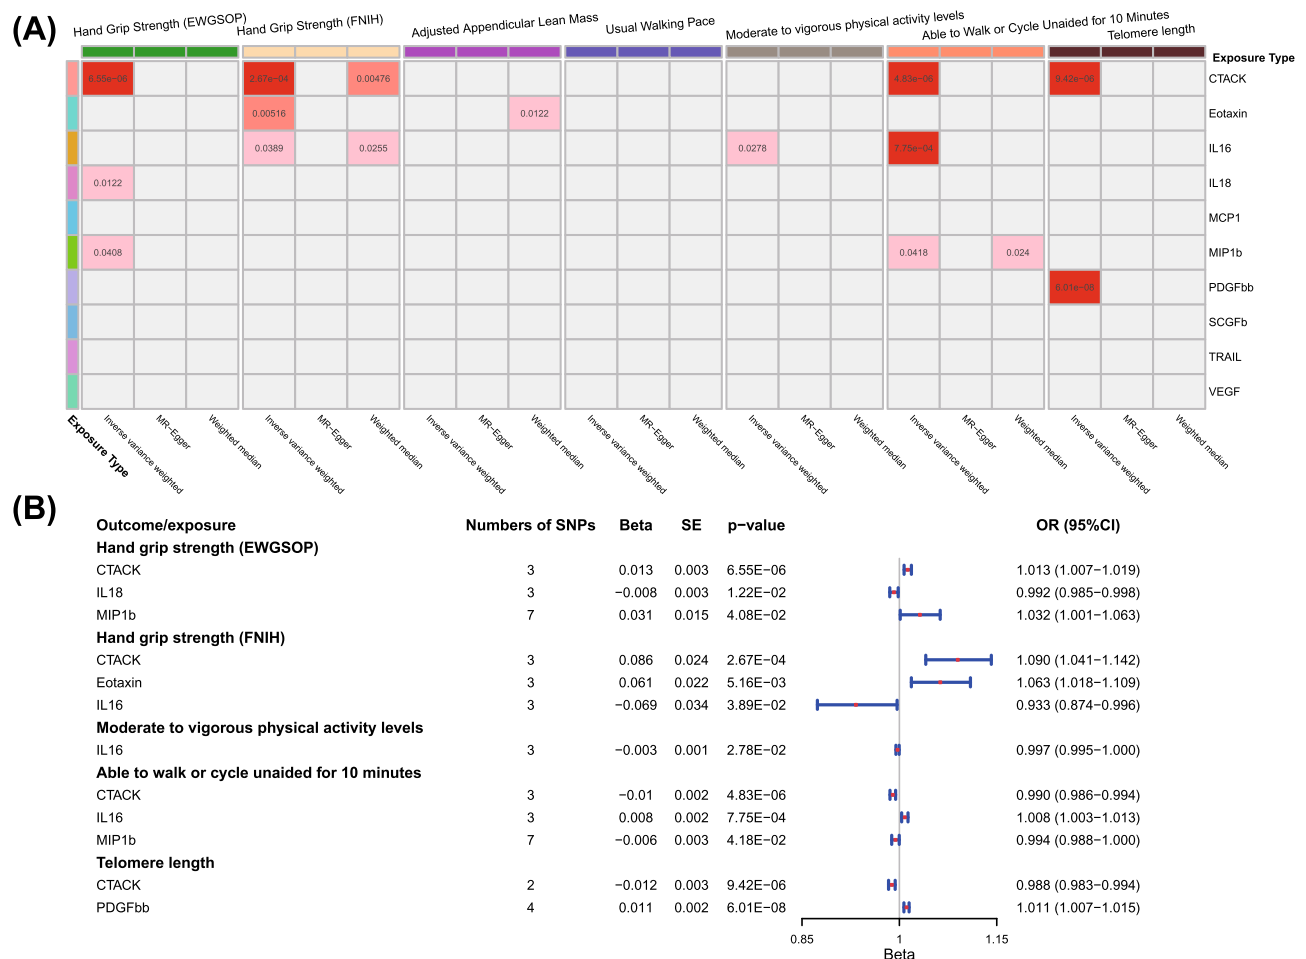 (A)
Hand Grip Strength (EWGSOP) Hand Grip Strength (FNIH) Adjusted Appendicular Lean Mass Usual Walking Pace Moderate to vigorous physical activity levels Able to Walk or Cycle Unaided for 10 Minutes Telomere length
Exposure Type
6.55e−06 2.67e−04 0.00476 4.83e−06 9.42e−06 CTACK
0.00516 0.0122 Eotaxin
0.0389 0.0255 0.0278 7.75e−04 IL16
0.0122 IL18
MCP1
0.0408 0.0418 0.024 MIP1b
6.01e−08 PDGFbb
SCGFb
TRAIL
VEGF
Exposure Type
Inverse variance weighted MR−Egger Weighted median Inverse variance weighted MR−Egger Weighted median Inverse variance weighted MR−Egger Weighted median Inverse variance weighted MR−Egger Weighted median Inverse variance weighted MR−Egger Weighted median Inverse variance weighted MR−Egger Weighted median Inverse variance weighted MR−Egger Weighted median
(B)
Outcome/exposure Numbers of SNPs Beta SE p−value OR (95%CI)
Hand grip strength (EWGSOP)
CTACK 3 0.013 0.003 6.55E−06 1.013 (1.007−1.019)
IL18 3 −0.008 0.003 1.22E−02 0.992 (0.985−0.998)
MIP1b 7 0.031 0.015 4.08E−02 1.032 (1.001−1.063)
Hand grip strength (FNIH)
CTACK 3 0.086 0.024 2.67E−04 1.090 (1.041−1.142)
Eotaxin 3 0.061 0.022 5.16E−03 1.063 (1.018−1.109)
IL16 3 −0.069 0.034 3.89E−02 0.933 (0.874−0.996)
Moderate to vigorous physical activity levels
IL16 3 −0.003 0.001 2.78E−02 0.997 (0.995−1.000)
Able to walk or cycle unaided for 10 minutes
CTACK 3 −0.01 0.002 4.83E−06 0.990 (0.986−0.994)
IL16 3 0.008 0.002 7.75E−04 1.008 (1.003−1.013)
MIP1b 7 −0.006 0.003 4.18E−02 0.994 (0.988−1.000)
Telomere length
CTACK 2 −0.012 0.003 9.42E−06 0.988 (0.983−0.994)
PDGFbb 4 0.011 0.002 6.01E−08 1.011 (1.007−1.015)
0.85 1 1.15
Beta